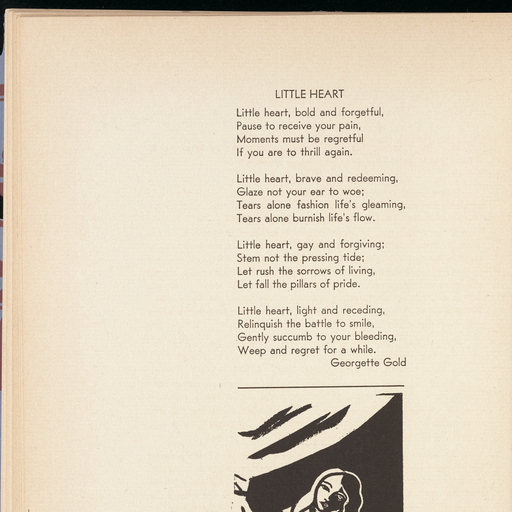 LITTLE HEART
Little heart, bold and forgetful,
Pause to receive your pain,
Moments must be regretful
If you are to thrill again.
Little heart, brave and redeeming,
Glaze not your ear to woe;
Tears alone fashion life's gleaming,
Tears alone burnish life's flow.
Little heart, gay and forgiving;
Stem not the pressing tide;
Let rush the sorrows of living,
Let fall the pillars of pride.
Little heart, light and receding,
Relinquish the battle to smile,
Gently succumb to your bleeding,
Weep and regret for a while.
Georgette Gold